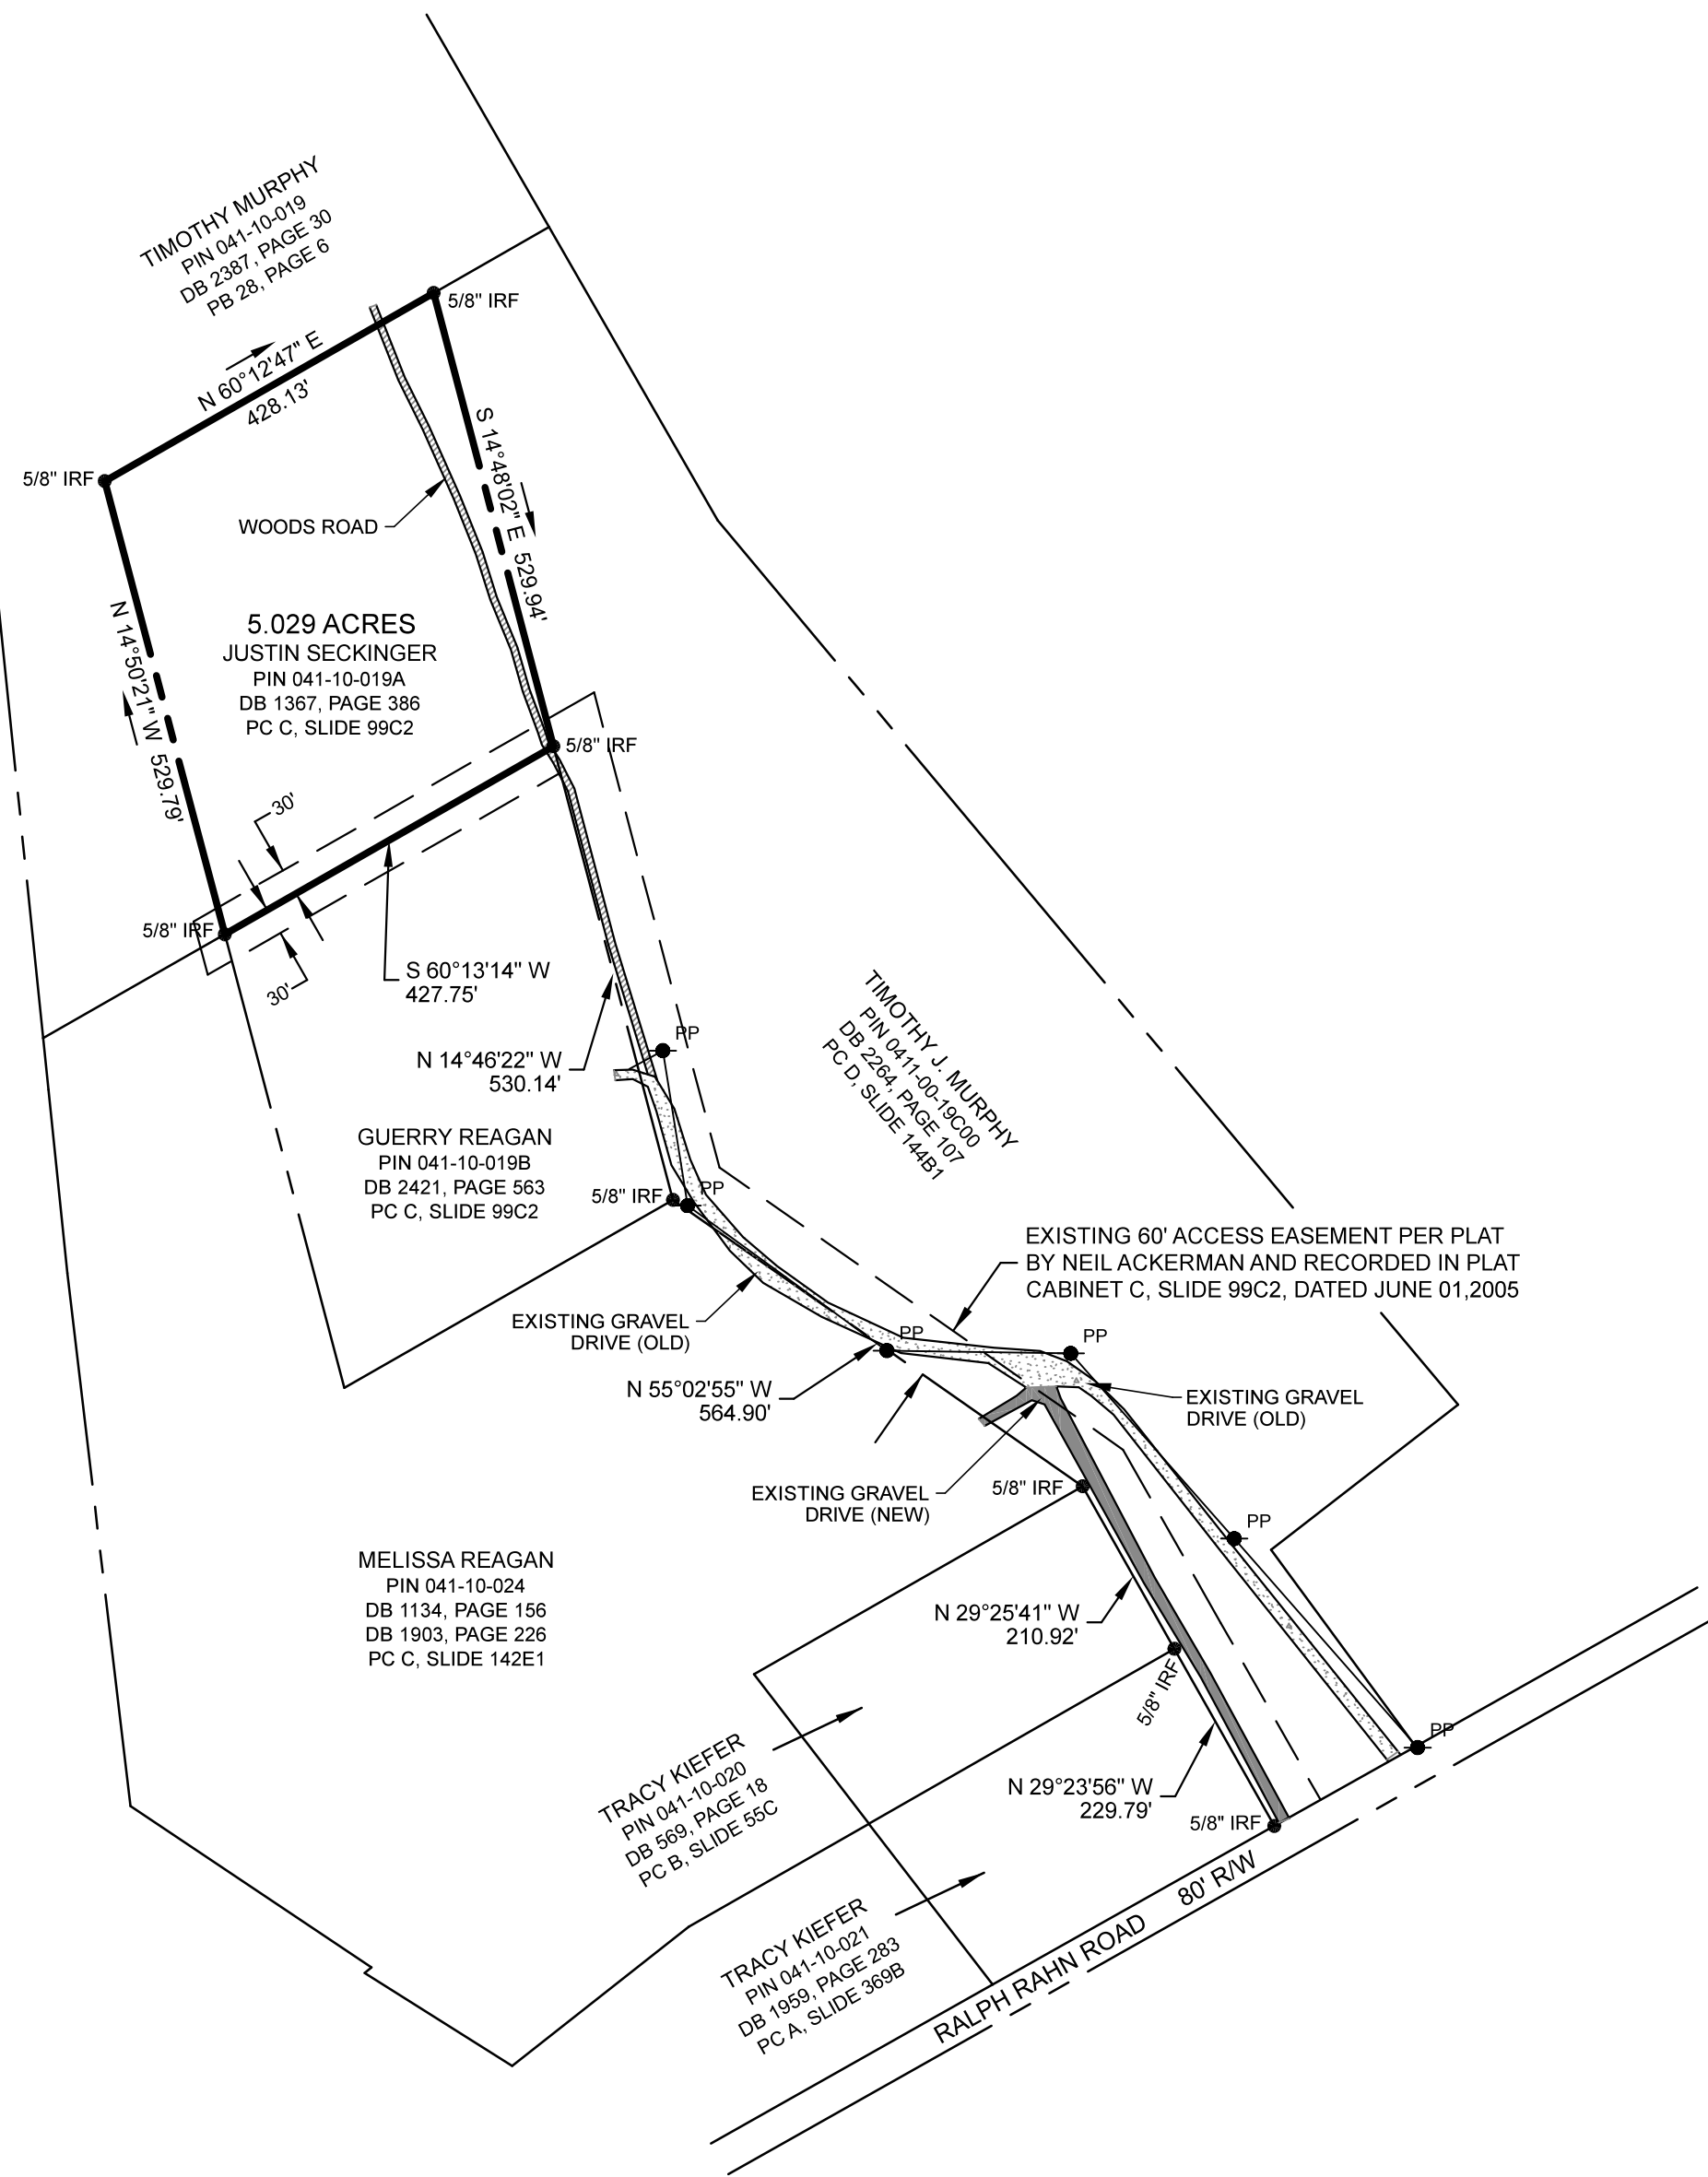 TIMOTHY MURPHY
PIN 041-10-019
DB 2387, PAGE 30
PB 28, PAGE 6
5/8" IRF
N 60°12'47" E
428.13'
5/8" IRF
S 14°48'02" E 529.94'
WOODS ROAD
N 14°50'21" W 529.79'
5.029 ACRES
JUSTIN SECKINGER
PIN 041-10-019A
DB 1367, PAGE 386
PC C, SLIDE 99C2
5/8" IRF
30'
5/8" IRF
30'
S 60°13'14" W
427.75'
N 14°46'22" W
530.14'
PP
TIMOTHY J. MURPHY
PIN 0411-00-19C00
DB 2264, PAGE 107
PC D, SLIDE 144B1
GUERRY REAGAN
PIN 041-10-019B
DB 2421, PAGE 563
PC C, SLIDE 99C2
5/8" IRF
PP
EXISTING 60' ACCESS EASEMENT PER PLAT
BY NEIL ACKERMAN AND RECORDED IN PLAT
CABINET C, SLIDE 99C2, DATED JUNE 01,2005
EXISTING GRAVEL
DRIVE (OLD)
PP
PP
N 55°02'55" W
564.90'
EXISTING GRAVEL
DRIVE (OLD)
EXISTING GRAVEL
DRIVE (NEW)
5/8" IRF
PP
MELISSA REAGAN
PIN 041-10-024
DB 1134, PAGE 156
DB 1903, PAGE 226
PC C, SLIDE 142E1
N 29°25'41" W
210.92'
5/8" IRF
TRACY KIEFER
PIN 041-10-020
DB 569, PAGE 18
PC B, SLIDE 55C
PP
N 29°23'56" W
229.79'
5/8" IRF
TRACY KIEFER
PIN 041-10-021
DB 1959, PAGE 283
PC A, SLIDE 369B
RALPH RAHN ROAD 80' R/W